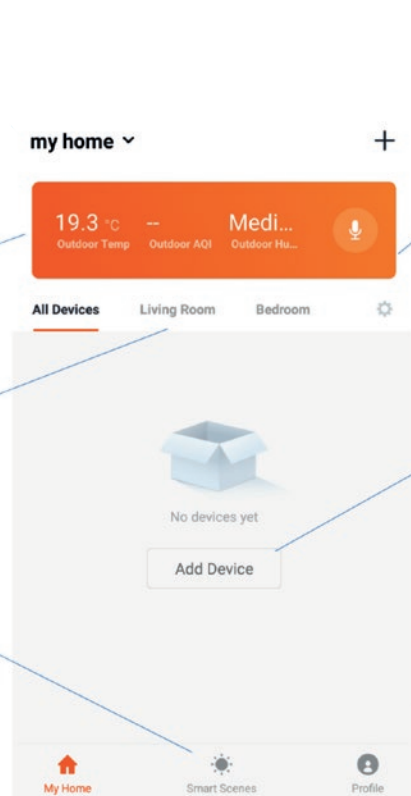 my home
19.3 °C -- Medi...
Outdoor Temp Outdoor AQI Outdoor Hu...
All Devices Living Room Bedroom
No devices yet
Add Device
My Home Smart Scenes Profile